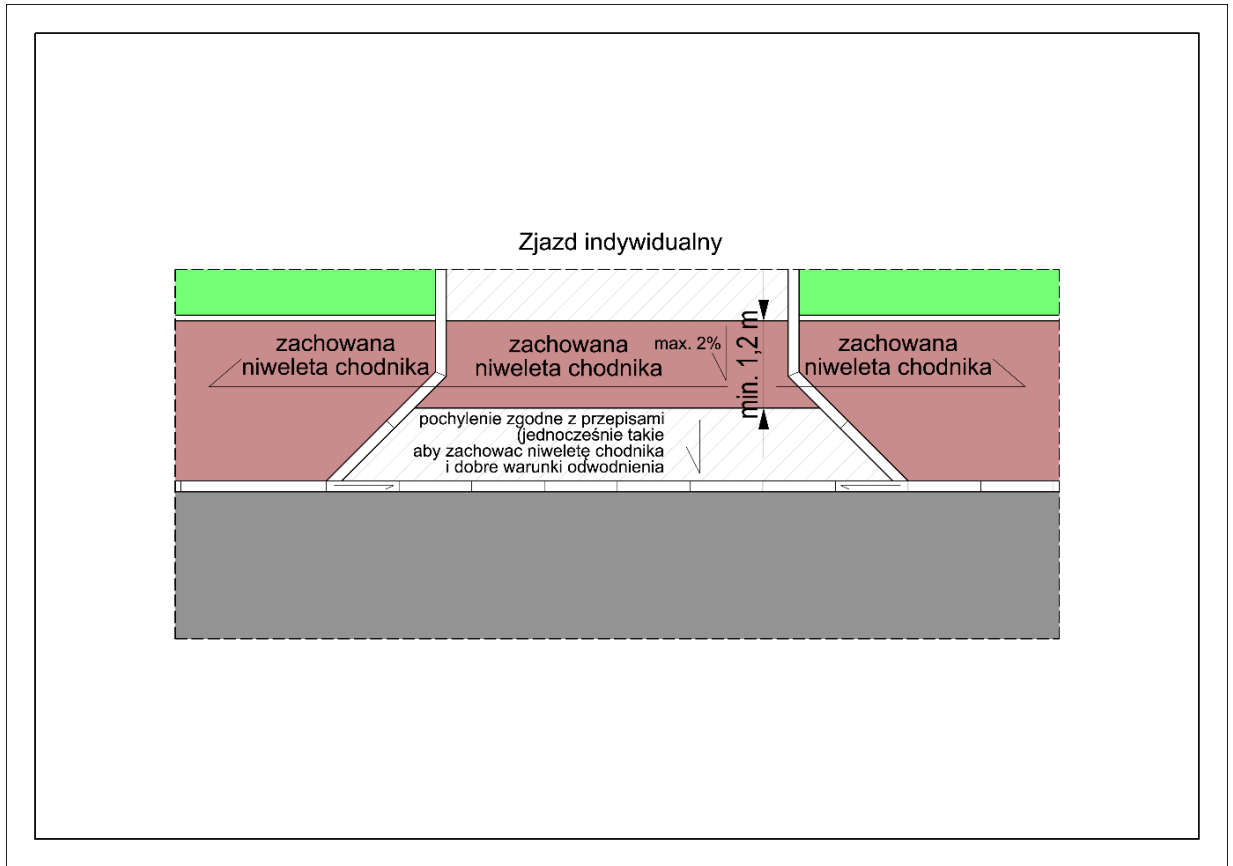 Zjazd indywidualny
zachowana
niweleta chodnika
zachowana
niweleta chodnika
max. 2%
min. 1,2 m
zachowana
niweleta chodnika
pochylenie zgodne z przepisami
(jednocześnie takie
aby zachowac niweletę chodnika
i dobre warunki odwodnienia